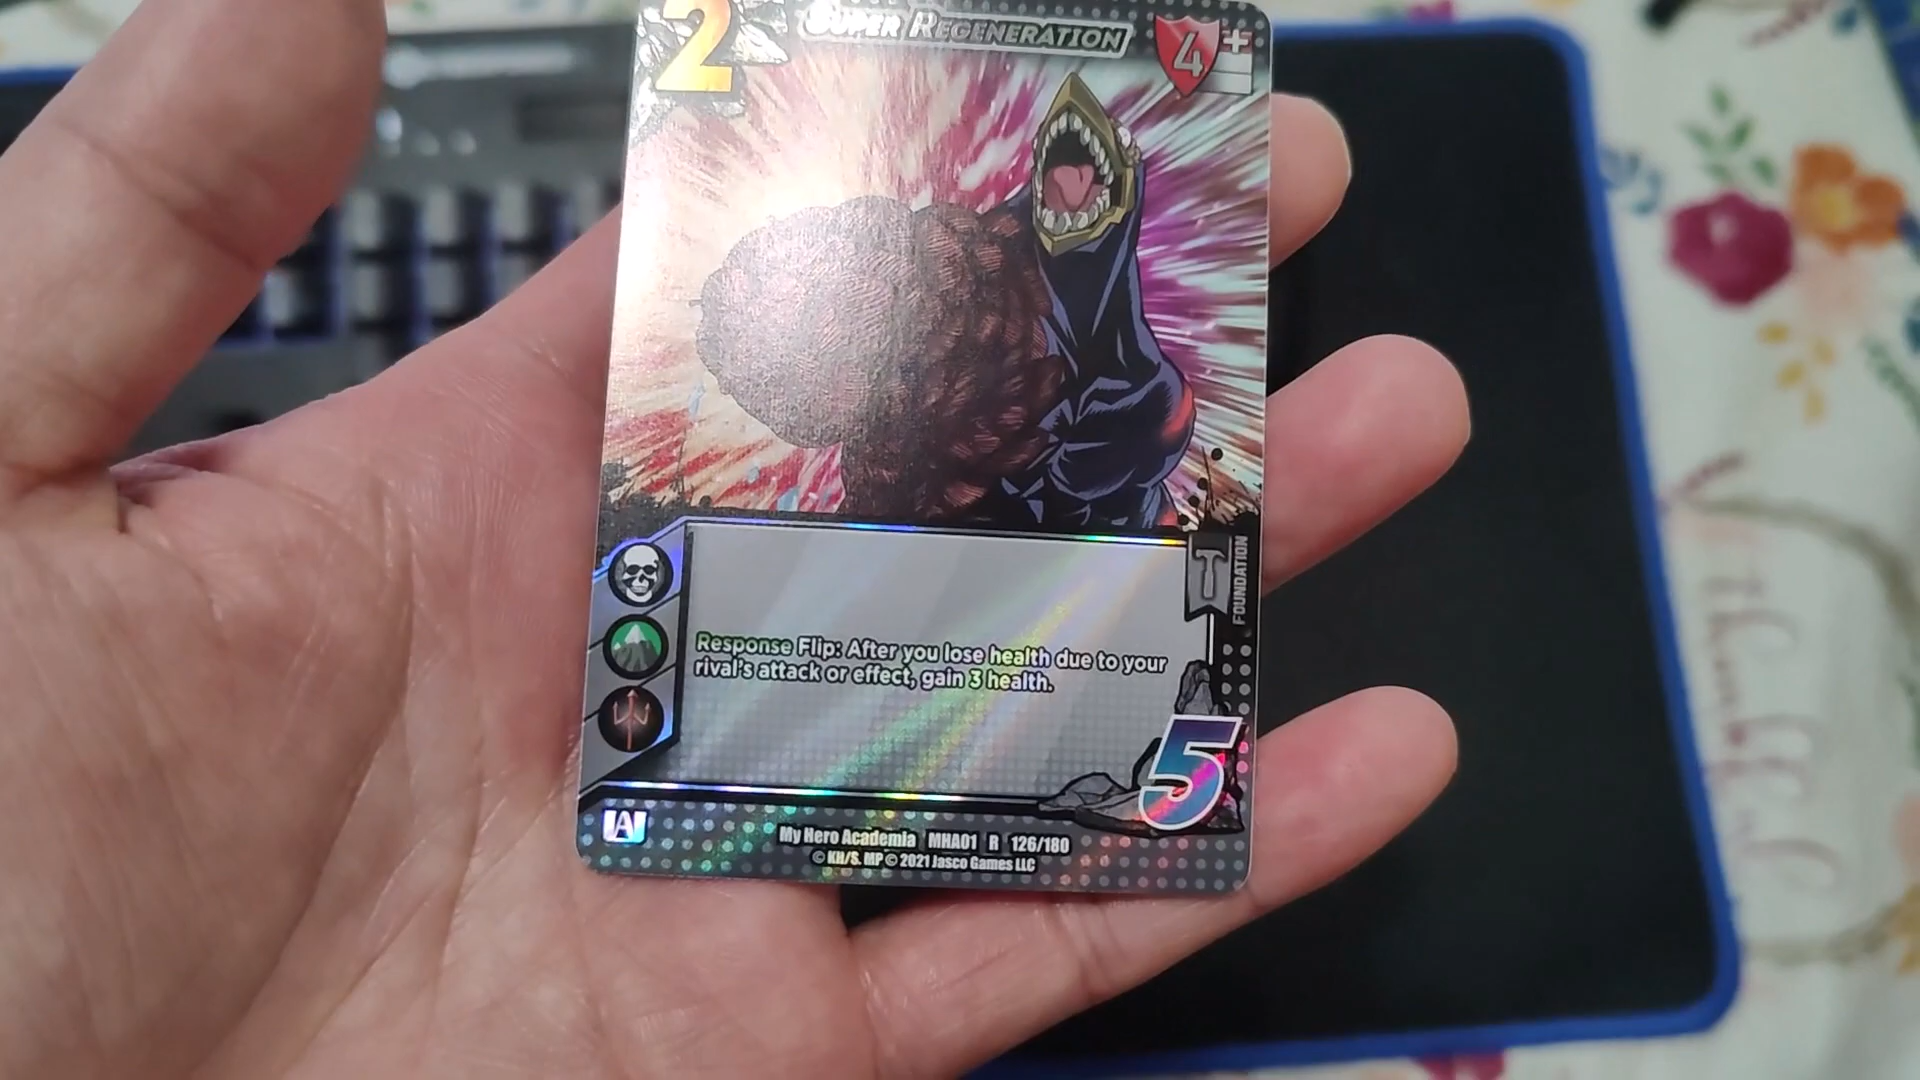 2
SUPER REGENERATION
4
+
FOUNDATION
Response Flip: After you lose health due to your
rival's attack or effect, gain 3 health.
5
UA
My Hero Academia MHA01 R 126/180
© KH/S. MP © 2021 Jasco Games LLC